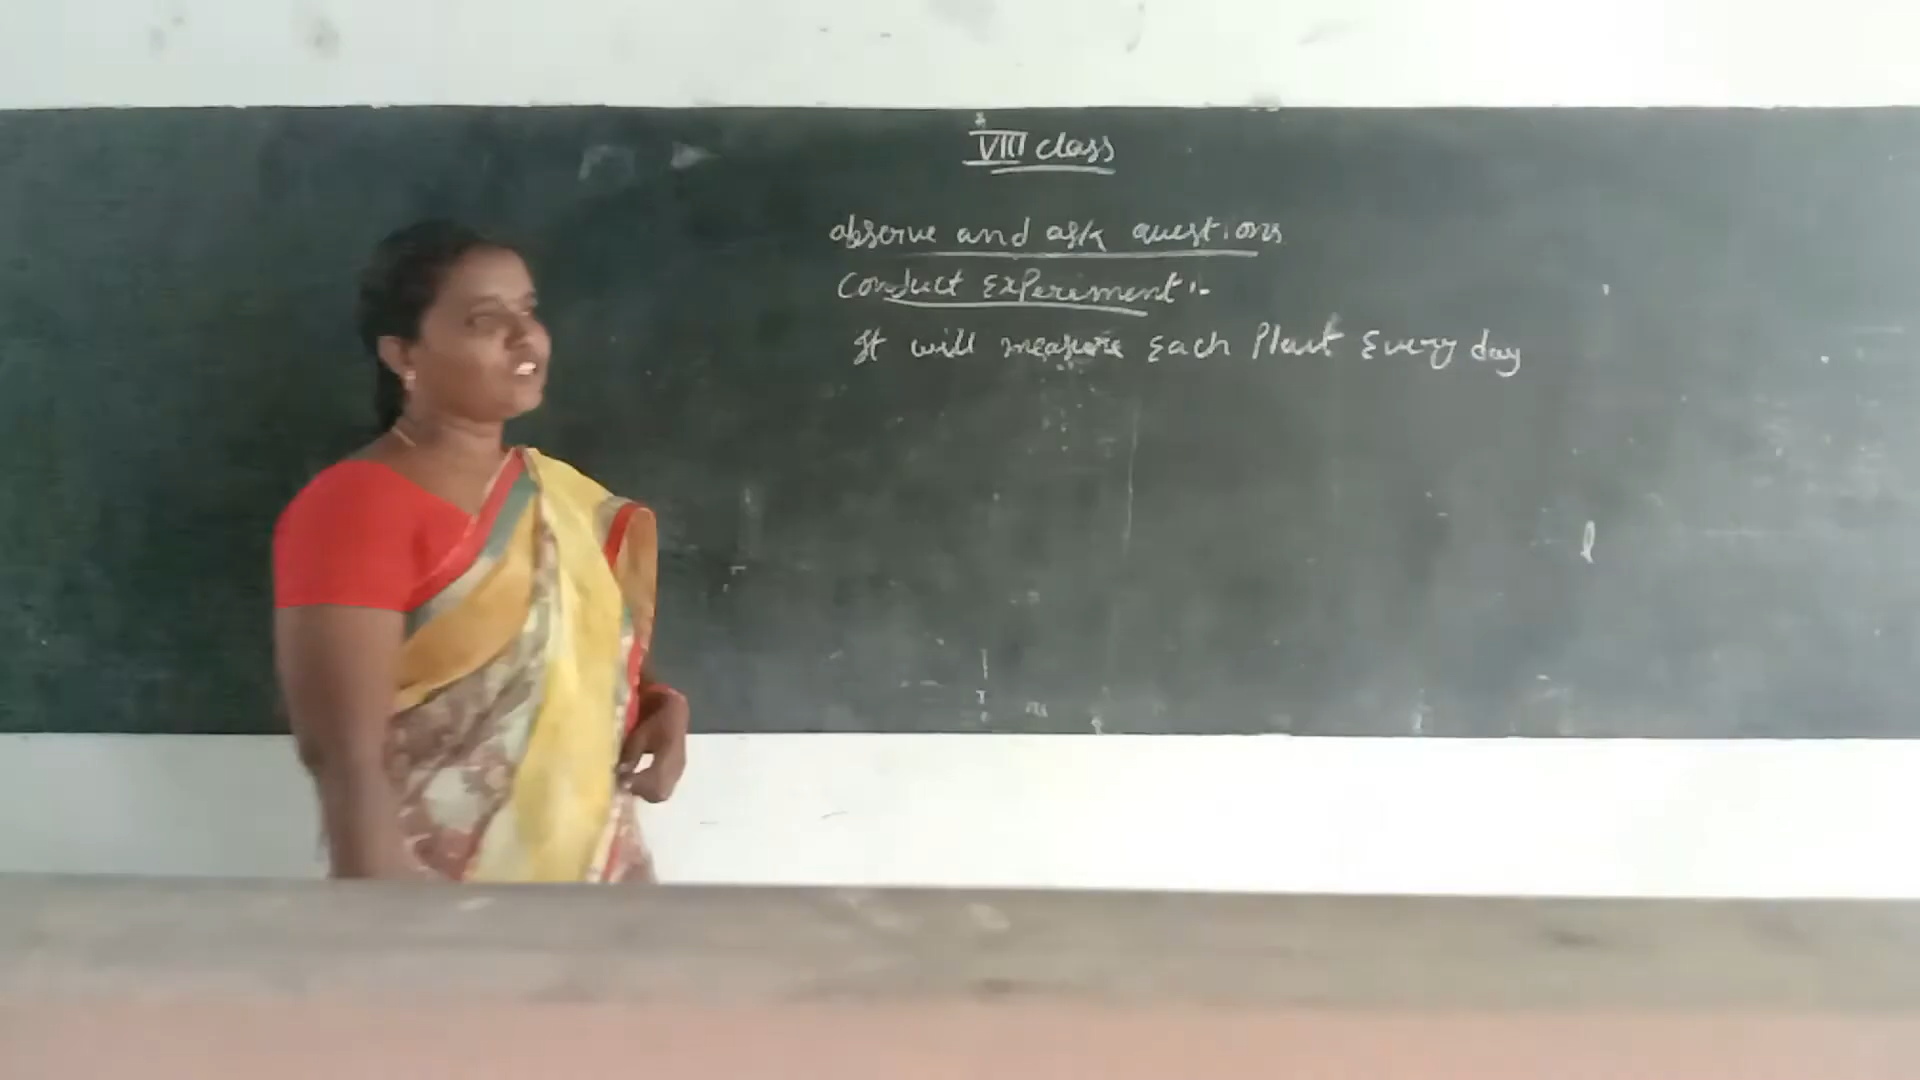 VIII class
observe and ask questions
Conduct Experiment :-
It will measure Each Plant Every day